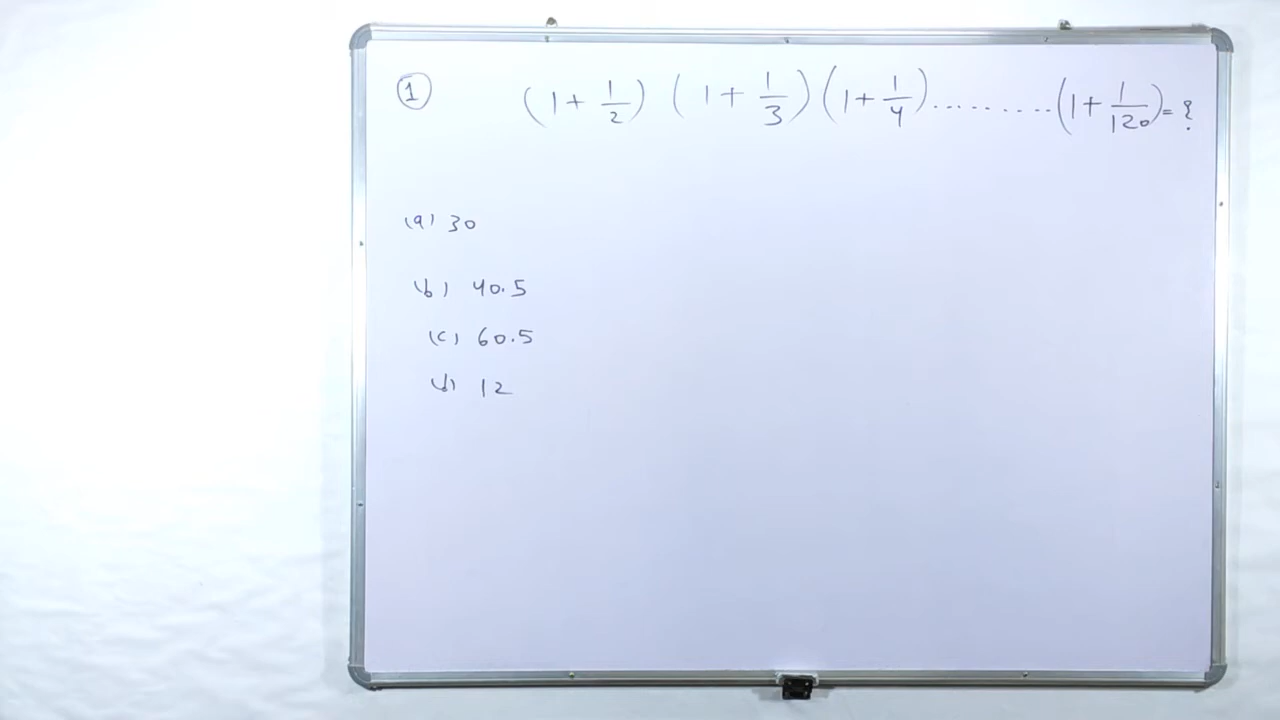 ① (1 + 1/2) (1 + 1/3) (1 + 1/4) ............ (1 + 1/120) = ?
(a) 30
(b) 40.5
(c) 60.5
(d) 12